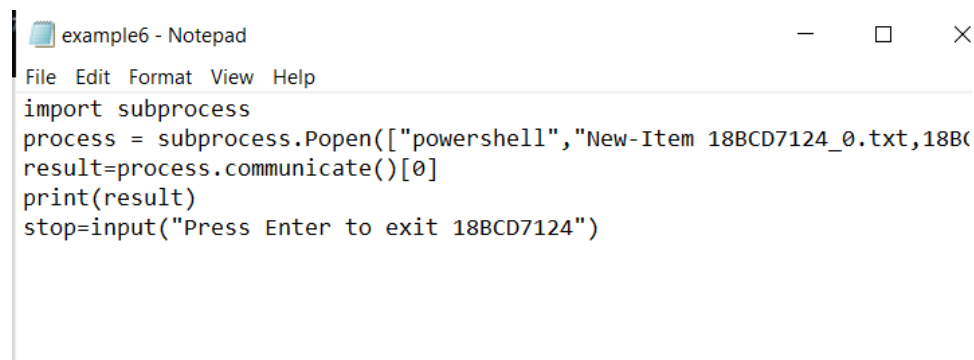 example6 - Notepad
File Edit Format View Help
import subprocess
process = subprocess.Popen(["powershell","New-Item 18BCD7124_0.txt,18BC
result=process.communicate()[0]
print(result)
stop=input("Press Enter to exit 18BCD7124")